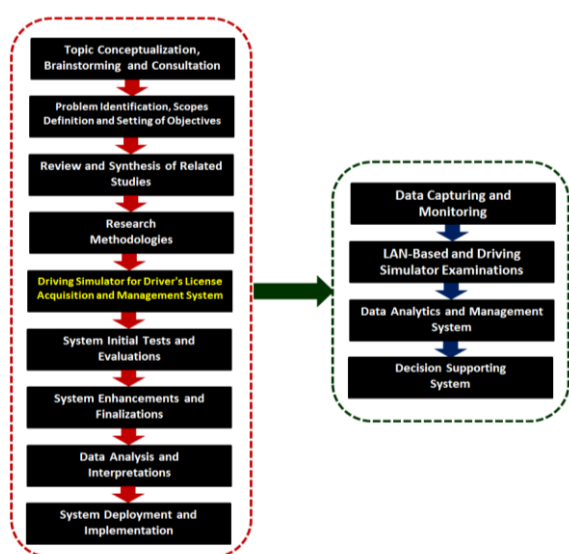 Topic Conceptualization,
Brainstorming and Consultation
Problem Identification, Scopes
Definition and Setting of Objectives
Review and Synthesis of Related
Studies
Research
Methodologies
Driving Simulator for Driver's License
Acquisition and Management System
System Initial Tests and
Evaluations
System Enhancements and
Finalizations
Data Analysis and
Interpretations
System Deployment and
Implementation
Data Capturing and
Monitoring
LAN-Based and Driving
Simulator Examinations
Data Analytics and Management
System
Decision Supporting
System